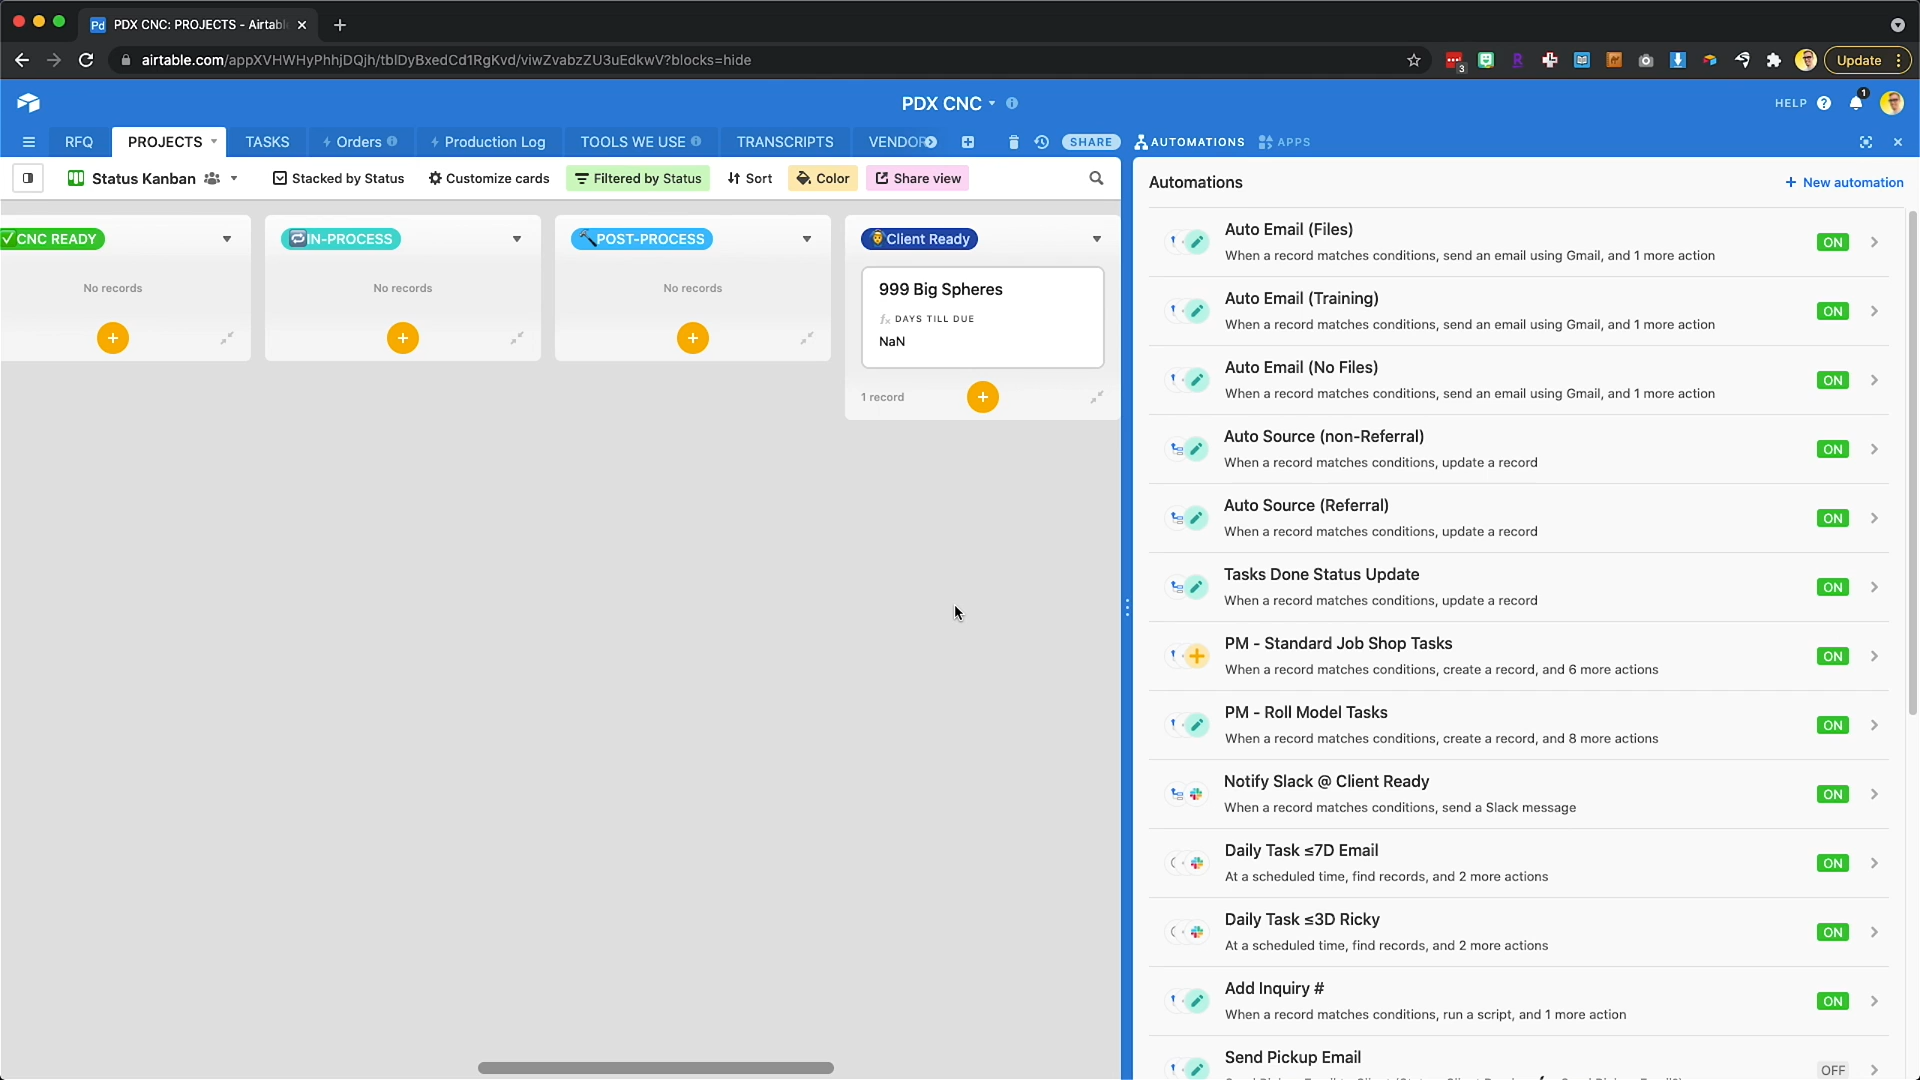 Pd PDX CNC: PROJECTS - Airtabl
airtable.com/appXVHWHyPhhjDQjh/tblDyBxedCd1RgKvd/viwZvabzZU3uEdkwV?blocks=hide
3
Update
PDX CNC
HELP
1
RFQ
PROJECTS
TASKS
Orders
Production Log
TOOLS WE USE
TRANSCRIPTS
VENDOR
SHARE
AUTOMATIONS
APPS
Status Kanban
Stacked by Status
Customize cards
Filtered by Status
Sort
Color
Share view
Automations
+ New automation
CNC READY
No records
+
IN-PROCESS
No records
+
POST-PROCESS
No records
+
Client Ready
999 Big Spheres
fx DAYS TILL DUE
NaN
1 record
+
Auto Email (Files)
When a record matches conditions, send an email using Gmail, and 1 more action
ON
Auto Email (Training)
When a record matches conditions, send an email using Gmail, and 1 more action
ON
Auto Email (No Files)
When a record matches conditions, send an email using Gmail, and 1 more action
ON
Auto Source (non-Referral)
When a record matches conditions, update a record
ON
Auto Source (Referral)
When a record matches conditions, update a record
ON
Tasks Done Status Update
When a record matches conditions, update a record
ON
PM - Standard Job Shop Tasks
When a record matches conditions, create a record, and 6 more actions
ON
PM - Roll Model Tasks
When a record matches conditions, create a record, and 8 more actions
ON
Notify Slack @ Client Ready
When a record matches conditions, send a Slack message
ON
Daily Task ≤7D Email
At a scheduled time, find records, and 2 more actions
ON
Daily Task ≤3D Ricky
At a scheduled time, find records, and 2 more actions
ON
Add Inquiry #
When a record matches conditions, run a script, and 1 more action
ON
Send Pickup Email
OFF